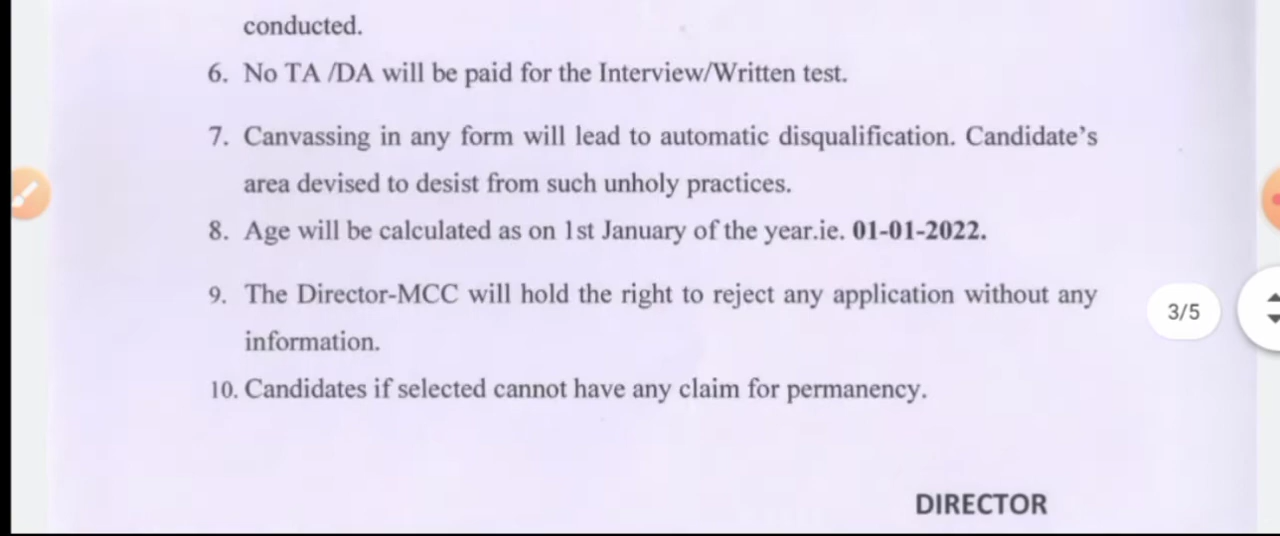 conducted.
6. No TA /DA will be paid for the Interview/Written test.
7. Canvassing in any form will lead to automatic disqualification. Candidate’s
area devised to desist from such unholy practices.
8. Age will be calculated as on 1st January of the year.ie. 01-01-2022.
9. The Director-MCC will hold the right to reject any application without any
3/5
information.
10. Candidates if selected cannot have any claim for permanency.
DIRECTOR